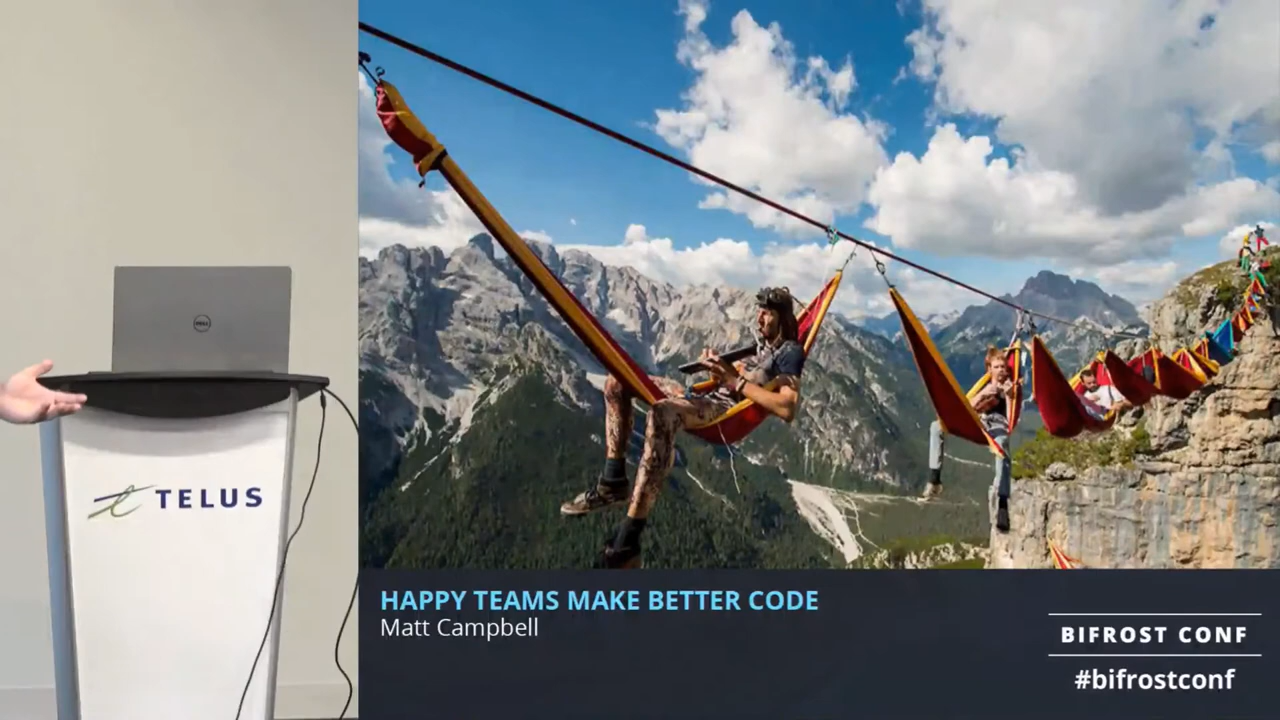 DELL
TELUS
HAPPY TEAMS MAKE BETTER CODE
Matt Campbell
BIFROST CONF
#bifrostconf